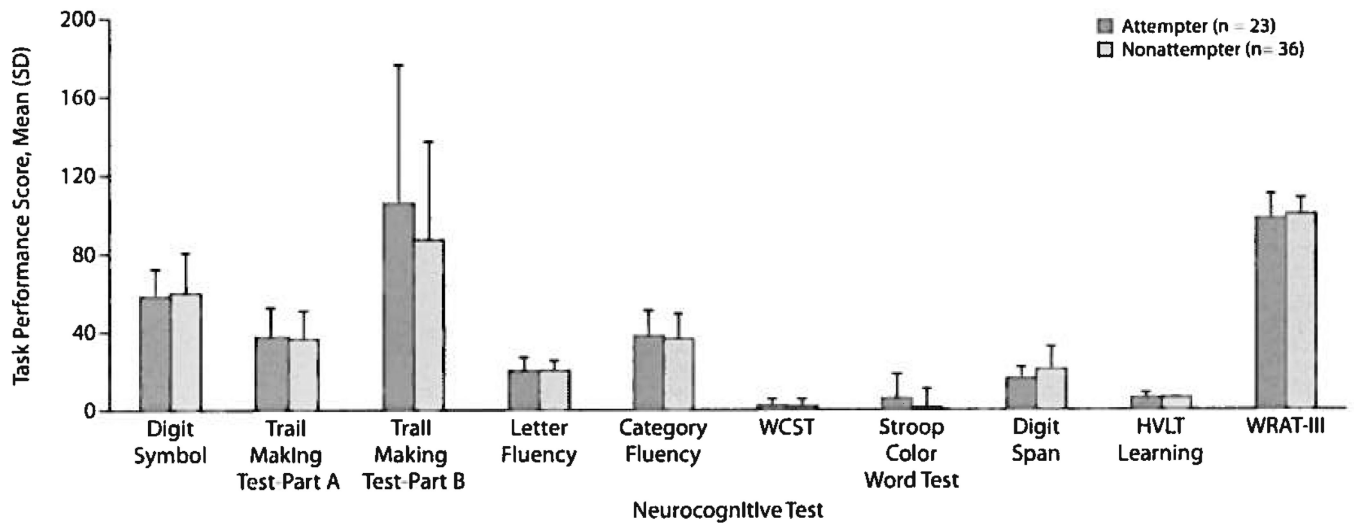 200
160
120
80
40
0
Task Performance Score, Mean (SD)
Attempter (n = 23)
Nonattempter (n= 36)
Digit
Symbol
Trail
Making
Test-Part A
Trail
Making
Test-Part B
Letter
Fluency
Category
Fluency
WCST
Stroop
Color
Word Test
Digit
Span
HVLT
Learning
WRAT-III
Neurocognitive Test